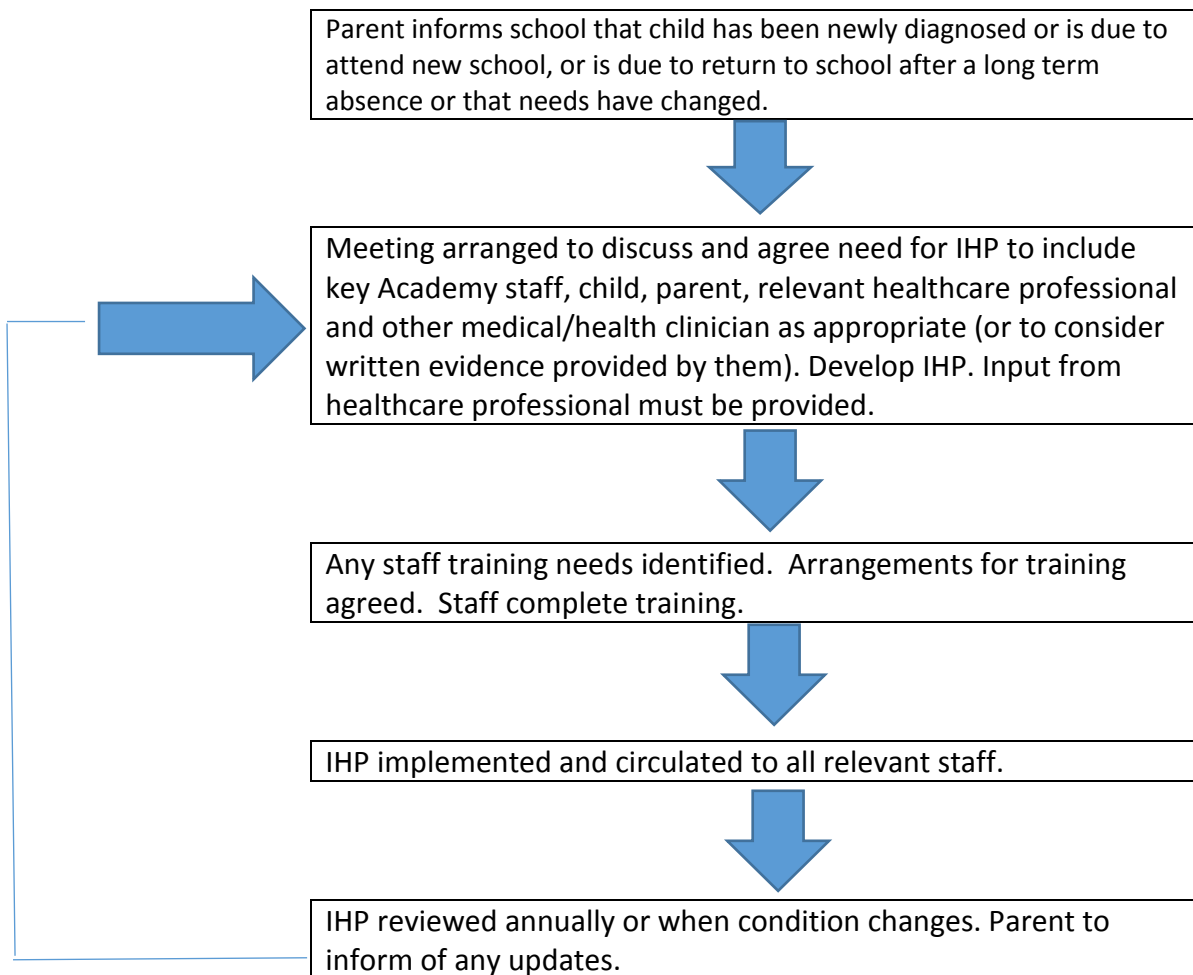 Parent informs school that child has been newly diagnosed or is due to
attend new school, or is due to return to school after a long term
absence or that needs have changed.
Meeting arranged to discuss and agree need for IHP to include
key Academy staff, child, parent, relevant healthcare professional
and other medical/health clinician as appropriate (or to consider
written evidence provided by them). Develop IHP. Input from
healthcare professional must be provided.
Any staff training needs identified.  Arrangements for training
agreed.  Staff complete training.
IHP implemented and circulated to all relevant staff.
IHP reviewed annually or when condition changes. Parent to
inform of any updates.